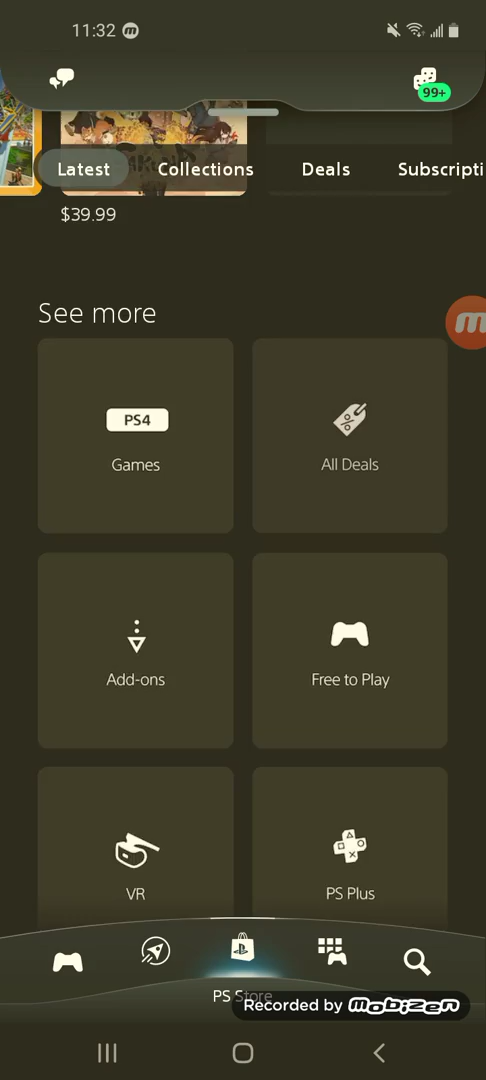 11:32
99+
Latest
Collections
Deals
Subscripti
$39.99
See more
PS4
Games
All Deals
Add-ons
Free to Play
VR
PS Plus
PS Store
Recorded by mobizen